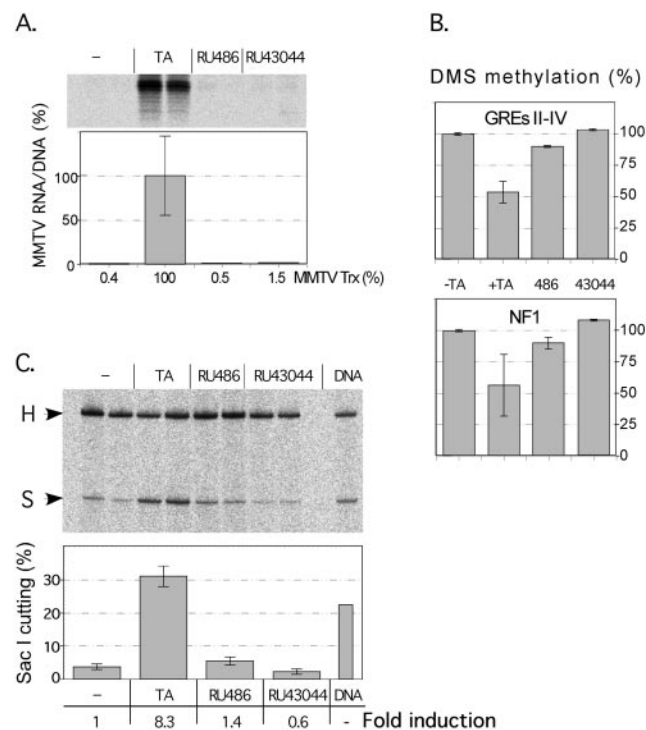 A.
– TA RU486 RU43044
MMTV RNA/DNA (%)
100
50
0
0.4 100 0.5 1.5 MMTV Trx (%)
B.
DMS methylation (%)
GREs II-IV
100
75
50
25
0
-TA +TA 486 43044
NF1
100
75
50
25
0
C.
– TA RU486 RU43044 DNA
H
S
Sac I cutting (%)
30
20
10
0
– TA RU486 RU43044 DNA
1 8.3 1.4 0.6 - Fold induction